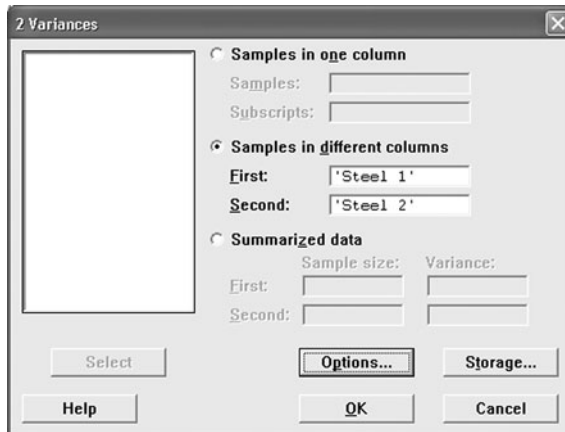 2 Variances
Samples in one column
Samples:
Subscripts:
Samples in different columns
First: 'Steel 1'
Second: 'Steel 2'
Summarized data
Sample size: Variance:
First:
Second:
Select Options... Storage...
Help OK Cancel